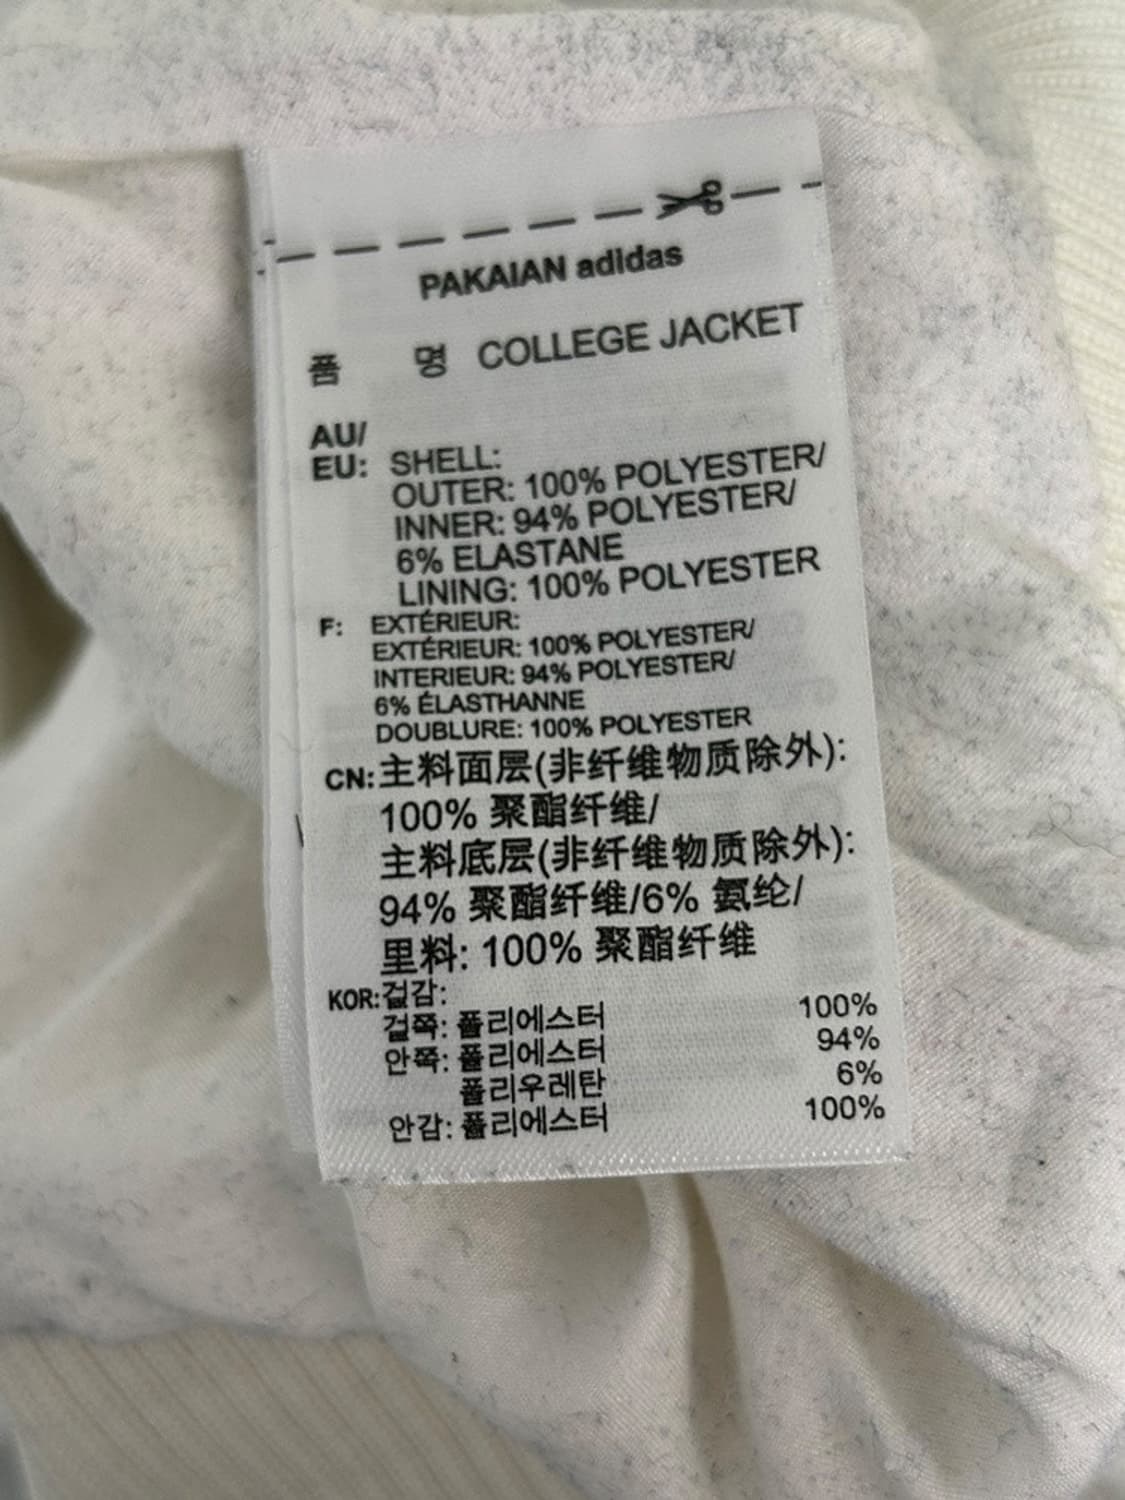 PAKAIAN adidas
품 명 COLLEGE JACKET
AU/
EU: SHELL:
OUTER: 100% POLYESTER/
INNER: 94% POLYESTER/
6% ELASTANE
LINING: 100% POLYESTER
F: EXTÉRIEUR:
EXTÉRIEUR: 100% POLYESTER/
INTERIEUR: 94% POLYESTER/
6% ÉLASTHANNE
DOUBLURE: 100% POLYESTER
CN: 主料面层(非纤维物质除外):
100% 聚酯纤维/
主料底层(非纤维物质除外):
94% 聚酯纤维/6% 氨纶/
里料: 100% 聚酯纤维
KOR: 겉감:
겉쪽: 폴리에스터 100%
안쪽: 폴리에스터 94%
폴리우레탄 6%
안감: 폴리에스터 100%